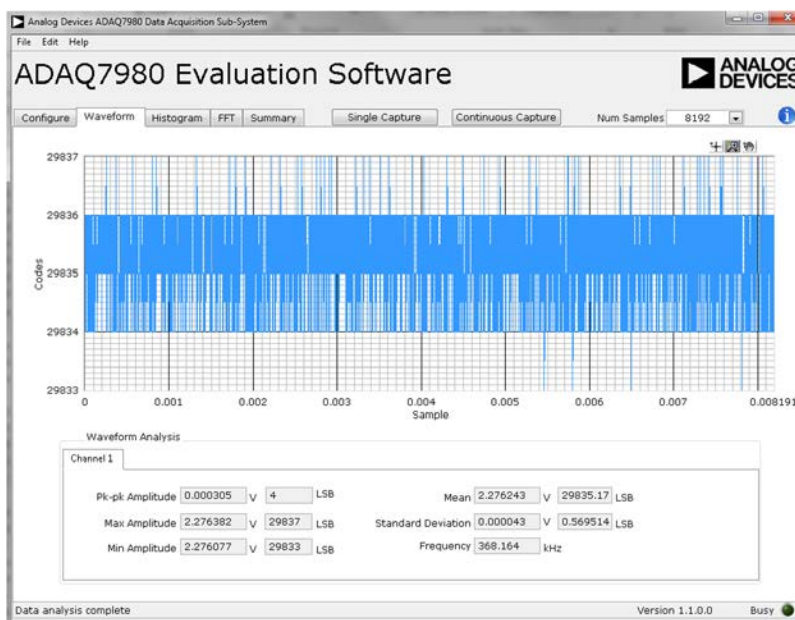 Analog Devices ADAQ7980 Data Acquisition Sub-System
File Edit Help
ADAQ7980 Evaluation Software
ANALOG
DEVICES
Configure Waveform Histogram FFT Summary Single Capture Continuous Capture Num Samples 8192
29837
29836
29835
29834
29833
Codes
0 0.001 0.002 0.003 0.004 0.005 0.006 0.007 0.008191
Sample
Waveform Analysis
Channel 1
Pk-pk Amplitude 0.000305 V 4 LSB Mean 2.276243 V 29835.17 LSB
Max Amplitude 2.276382 V 29837 LSB Standard Deviation 0.000043 V 0.569514 LSB
Min Amplitude 2.276077 V 29833 LSB Frequency 368.164 kHz
Data analysis complete Version 1.1.0.0 Busy